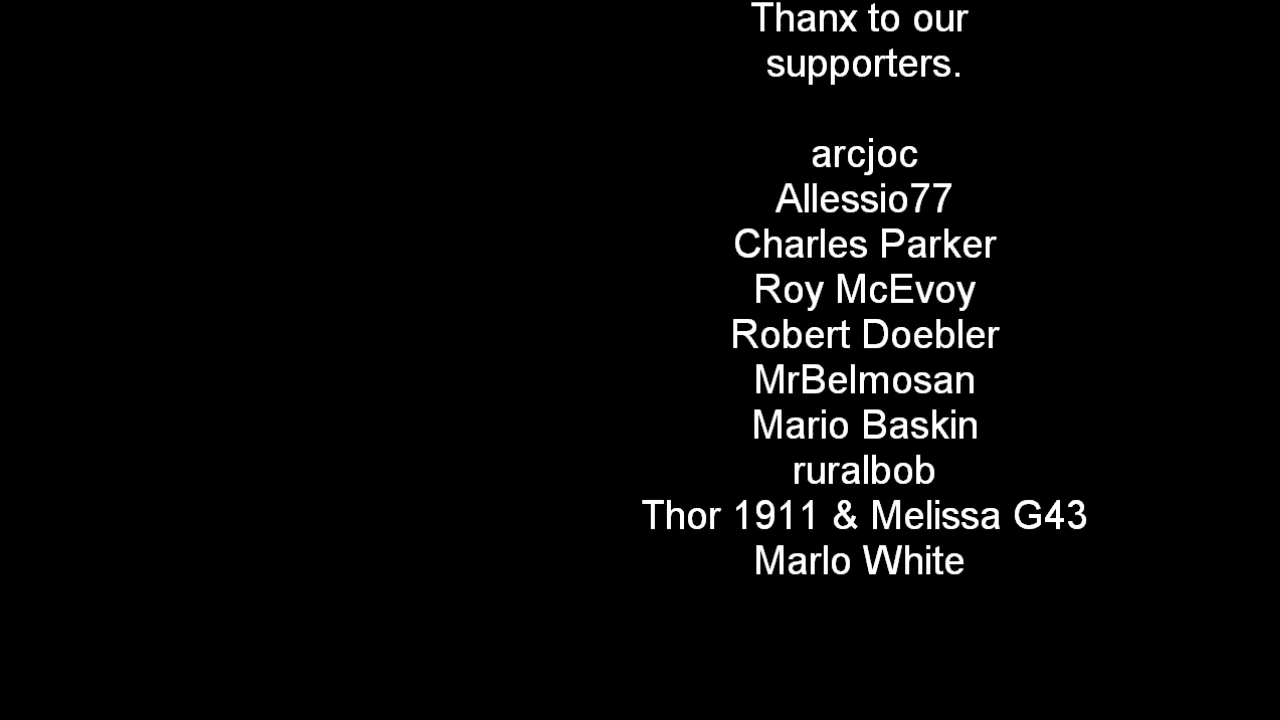 Thanx to our
supporters.
arcjoc
Allessio77
Charles Parker
Roy McEvoy
Robert Doebler
MrBelmosan
Mario Baskin
ruralbob
Thor 1911 & Melissa G43
Marlo White